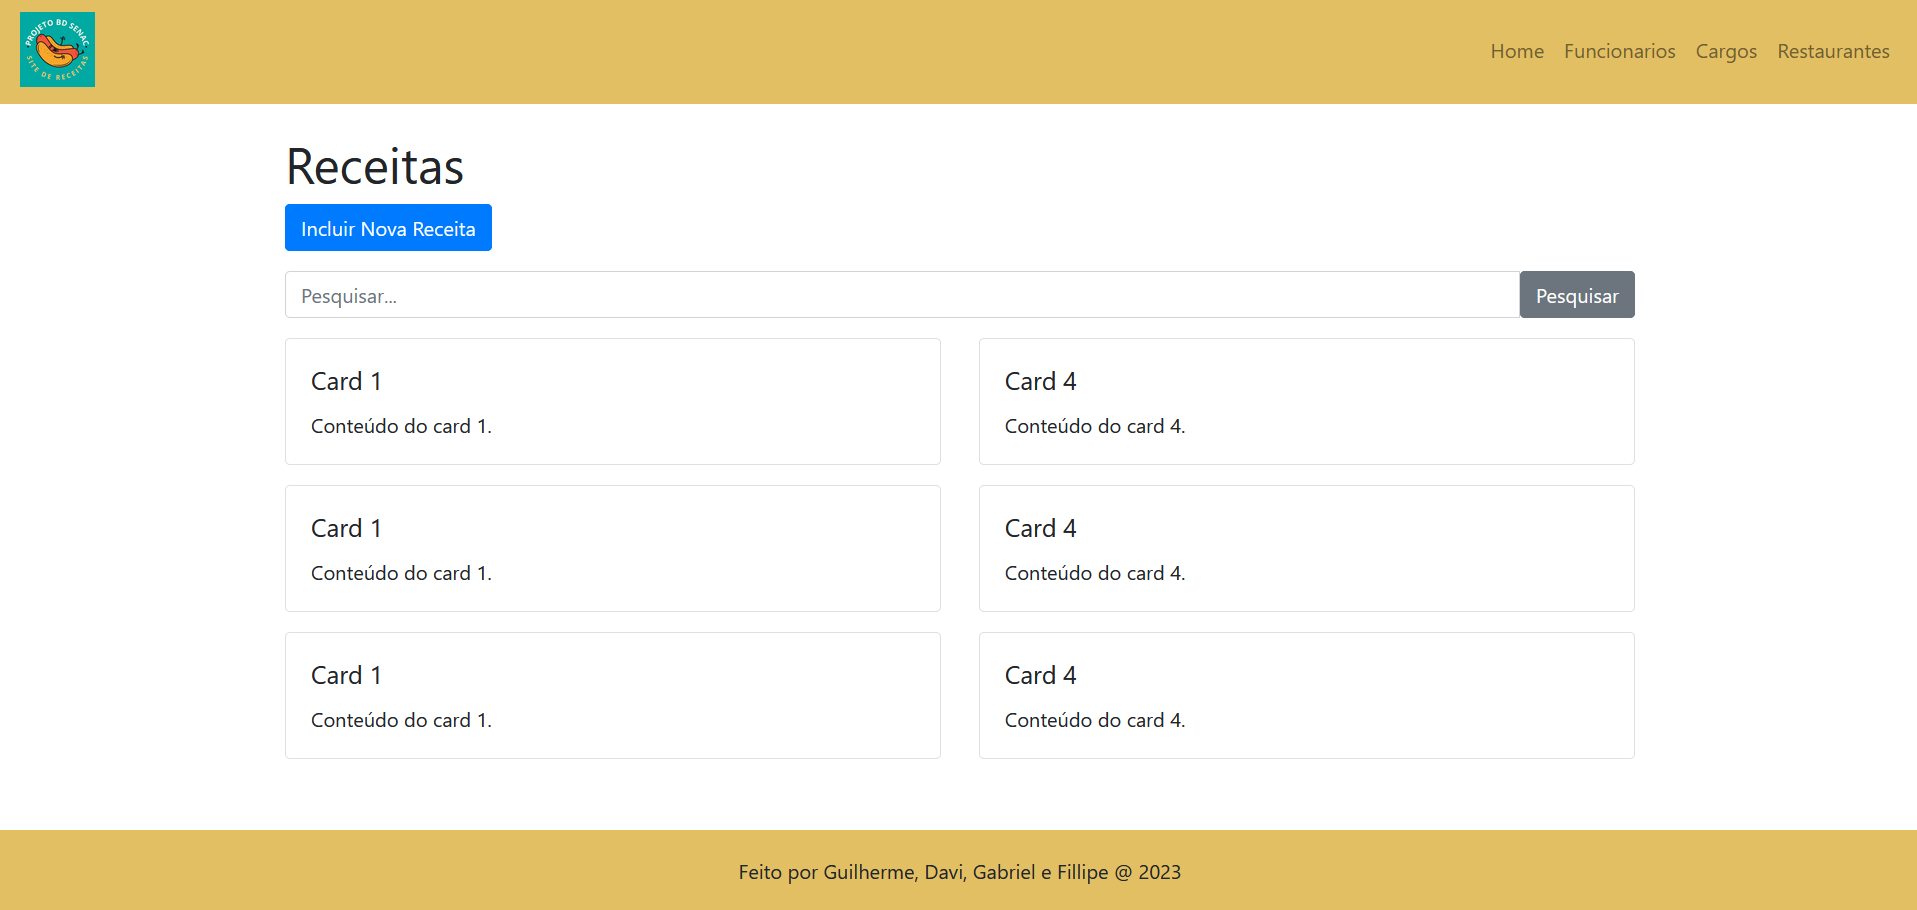 PROJETO BD SENAC
SITE DE RECEITAS
Home Funcionarios Cargos Restaurantes
Receitas
Incluir Nova Receita
Pesquisar... Pesquisar
Card 1
Conteúdo do card 1.
Card 4
Conteúdo do card 4.
Card 1
Conteúdo do card 1.
Card 4
Conteúdo do card 4.
Card 1
Conteúdo do card 1.
Card 4
Conteúdo do card 4.
Feito por Guilherme, Davi, Gabriel e Fillipe @ 2023